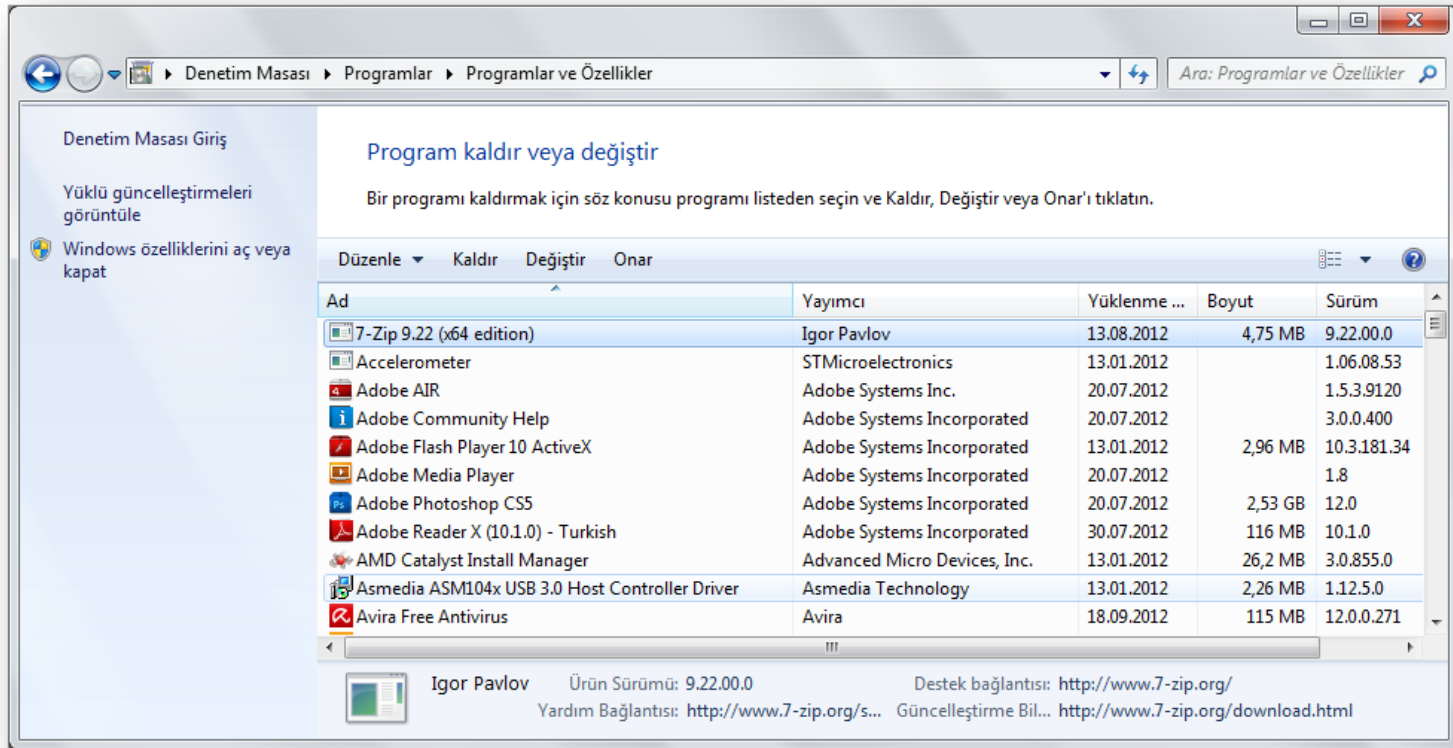 Denetim Masası Programlar Programlar ve Özellikler Ara: Programlar ve Özellikler
Denetim Masası Giriş
Yüklü güncelleştirmeleri
görüntüle
Windows özelliklerini aç veya
kapat
Program kaldır veya değiştir
Bir programı kaldırmak için söz konusu programı listeden seçin ve Kaldır, Değiştir veya Onar'ı tıklatın.
Düzenle Kaldır Değiştir Onar
Ad Yayımcı Yüklenme ... Boyut Sürüm
7-Zip 9.22 (x64 edition) Igor Pavlov 13.08.2012 4,75 MB 9.22.00.0
Accelerometer STMicroelectronics 13.01.2012 1.06.08.53
Adobe AIR Adobe Systems Inc. 20.07.2012 1.5.3.9120
Adobe Community Help Adobe Systems Incorporated 20.07.2012 3.0.0.400
Adobe Flash Player 10 ActiveX Adobe Systems Incorporated 13.01.2012 2,96 MB 10.3.181.34
Adobe Media Player Adobe Systems Incorporated 20.07.2012 1.8
Adobe Photoshop CS5 Adobe Systems Incorporated 20.07.2012 2,53 GB 12.0
Adobe Reader X (10.1.0) - Turkish Adobe Systems Incorporated 30.07.2012 116 MB 10.1.0
AMD Catalyst Install Manager Advanced Micro Devices, Inc. 13.01.2012 26,2 MB 3.0.855.0
Asmedia ASM104x USB 3.0 Host Controller Driver Asmedia Technology 13.01.2012 2,26 MB 1.12.5.0
Avira Free Antivirus Avira 18.09.2012 115 MB 12.0.0.271
Igor Pavlov Ürün Sürümü: 9.22.00.0 Destek bağlantısı: http://www.7-zip.org/
Yardım Bağlantısı: http://www.7-zip.org/s... Güncelleştirme Bil... http://www.7-zip.org/download.html